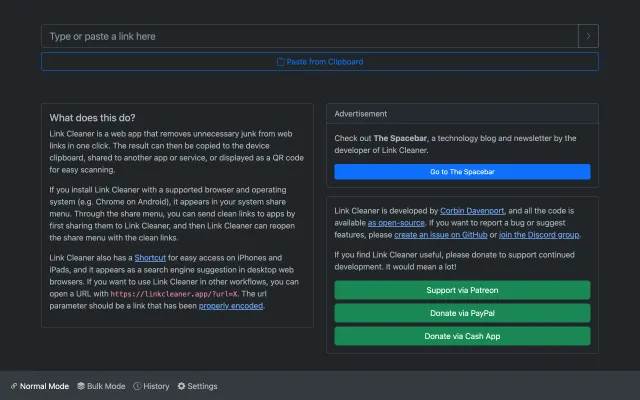 Type or paste a link here
Paste from Clipboard
What does this do?
Link Cleaner is a web app that removes unnecessary junk from web
links in one click. The result can then be copied to the device
clipboard, shared to another app or service, or displayed as a QR code
for easy scanning.
If you install Link Cleaner with a supported browser and operating
system (e.g. Chrome on Android), it appears in your system share
menu. Through the share menu, you can send clean links to apps by
first sharing them to Link Cleaner, and then Link Cleaner can reopen
the share menu with the clean links.
Link Cleaner also has a Shortcut for easy access on iPhones and
iPads, and it appears as a search engine suggestion in desktop web
browsers. If you want to use Link Cleaner in other workflows, you can
open a URL with https://linkcleaner.app/?url=X. The url
parameter should be a link that has been properly encoded.
Advertisement
Check out The Spacebar, a technology blog and newsletter by the
developer of Link Cleaner.
Go to The Spacebar
Link Cleaner is developed by Corbin Davenport, and all the code is
available as open-source. If you want to report a bug or suggest
features, please create an issue on GitHub or join the Discord group.
If you find Link Cleaner useful, please donate to support continued
development. It would mean a lot!
Support via Patreon
Donate via PayPal
Donate via Cash App
Normal Mode Bulk Mode History Settings